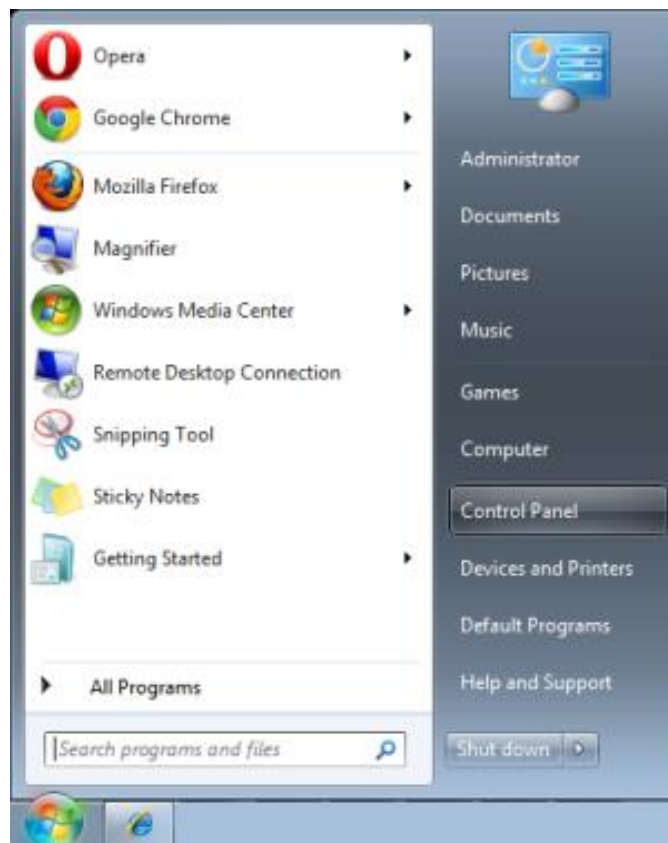 Opera
Google Chrome
Mozilla Firefox
Magnifier
Windows Media Center
Remote Desktop Connection
Snipping Tool
Sticky Notes
Getting Started
All Programs
Search programs and files
Administrator
Documents
Pictures
Music
Games
Computer
Control Panel
Devices and Printers
Default Programs
Help and Support
Shut down